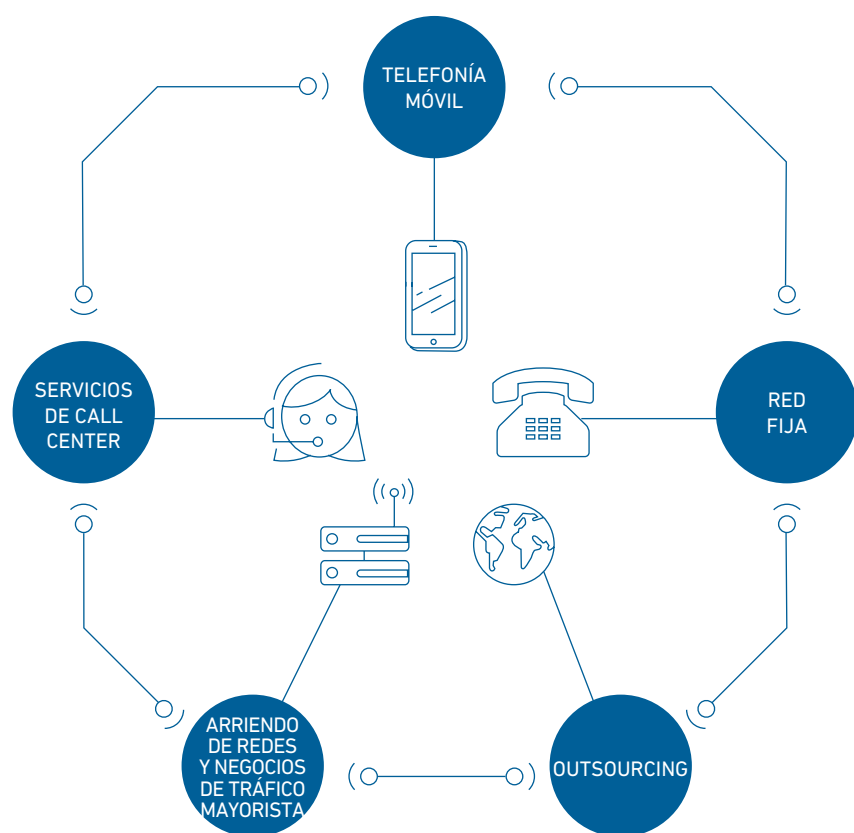 TELEFONÍA
MÓVIL
SERVICIOS
DE CALL
CENTER
RED
FIJA
ARRIENDO
DE REDES
Y NEGOCIOS
DE TRÁFICO
MAYORISTA
OUTSOURCING